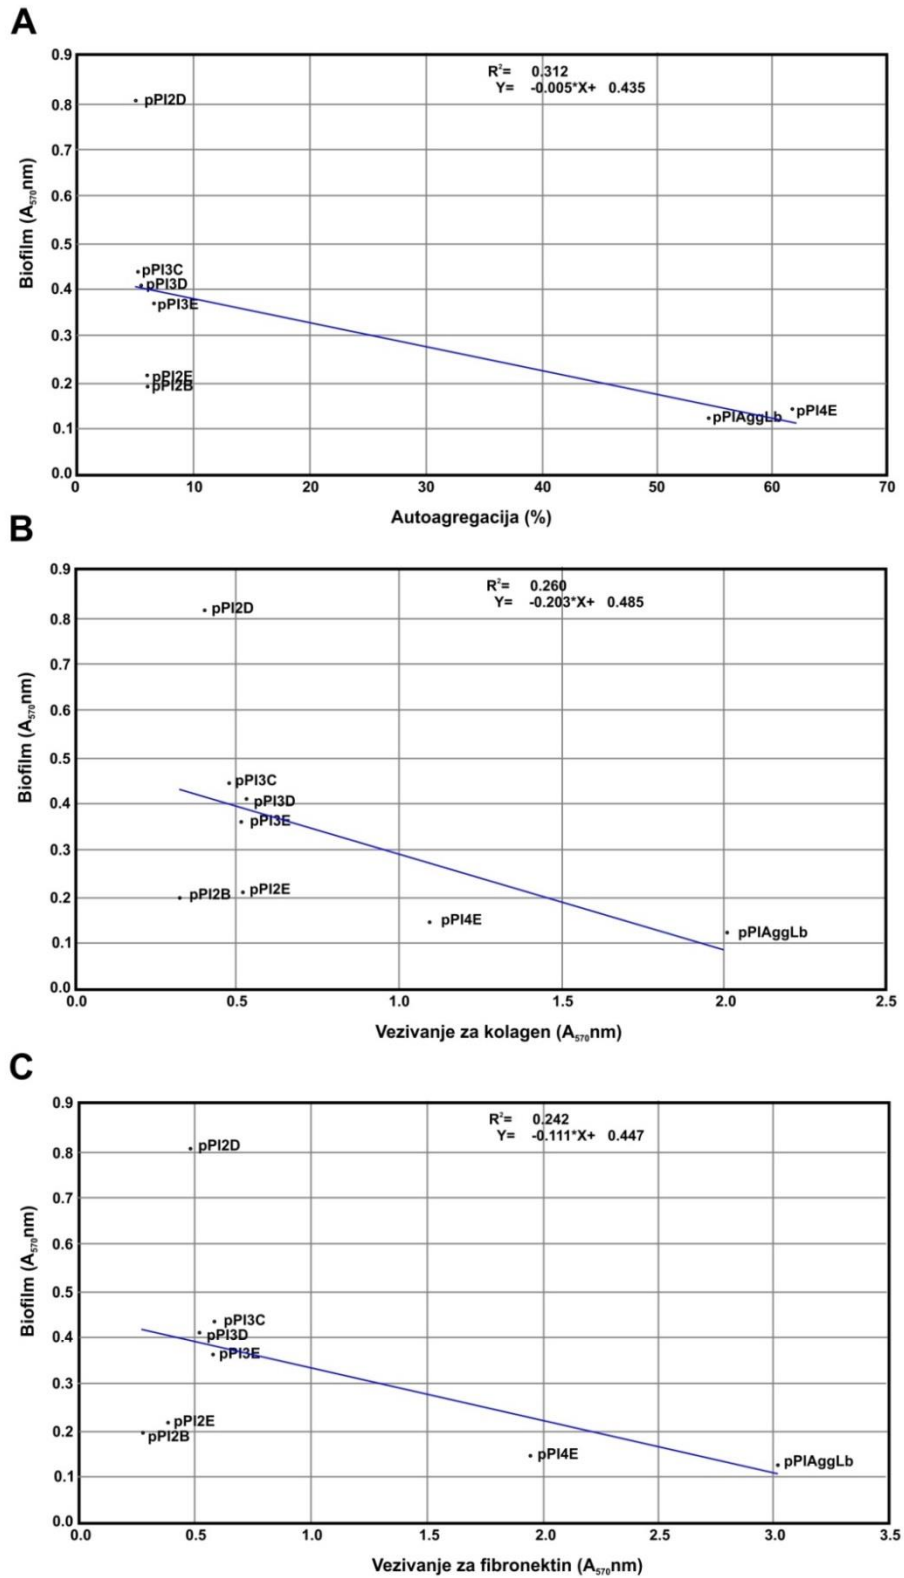 A
0.9
0.8
0.7
0.6
0.5
0.4
0.3
0.2
0.1
0.0
Biofilm (A₅₇₀nm)
R²= 0.312
Y= -0.005*X+ 0.435
pPI2D
pPI3C
pPI3D
pPI3E
pPI2E
pPI2B
pPI4E
pPIAggLb
0 10 20 30 40 50 60 70
Autoagregacija (%)
B
0.9
0.8
0.7
0.6
0.5
0.4
0.3
0.2
0.1
0.0
Biofilm (A₅₇₀nm)
R²= 0.260
Y= -0.203*X+ 0.485
pPI2D
pPI3C
pPI3D
pPI3E
pPI2B pPI2E
pPI4E
pPIAggLb
0.0 0.5 1.0 1.5 2.0 2.5
Vezivanje za kolagen (A₅₇₀nm)
C
0.9
0.8
0.7
0.6
0.5
0.4
0.3
0.2
0.1
0.0
Biofilm (A₅₇₀nm)
R²= 0.242
Y= -0.111*X+ 0.447
pPI2D
pPI3C
pPI3D
pPI3E
pPI2E
pPI2B
pPI4E
pPIAggLb
0.0 0.5 1.0 1.5 2.0 2.5 3.0 3.5
Vezivanje za fibronektin (A₅₇₀nm)